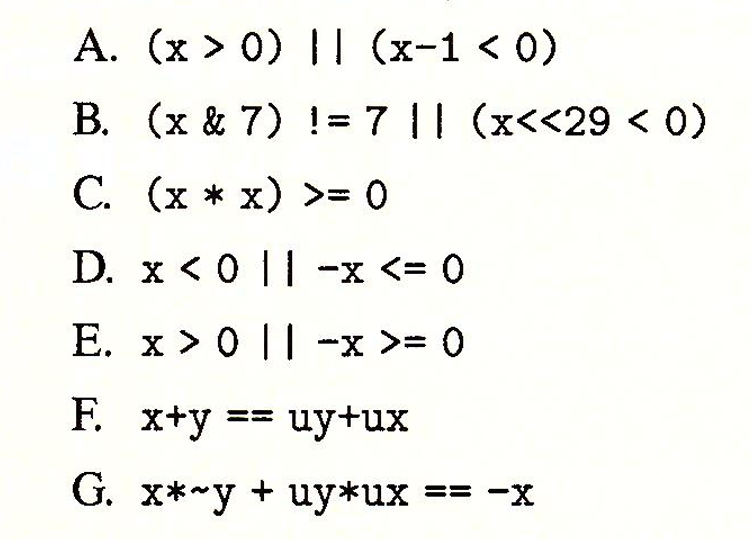 A. (x > 0) || (x-1 < 0)
B. (x & 7) != 7 || (x<<29 < 0)
C. (x * x) >= 0
D. x < 0 || -x <= 0
E. x > 0 || -x >= 0
F. x+y == uy+ux
G. x*~y + uy*ux == -x